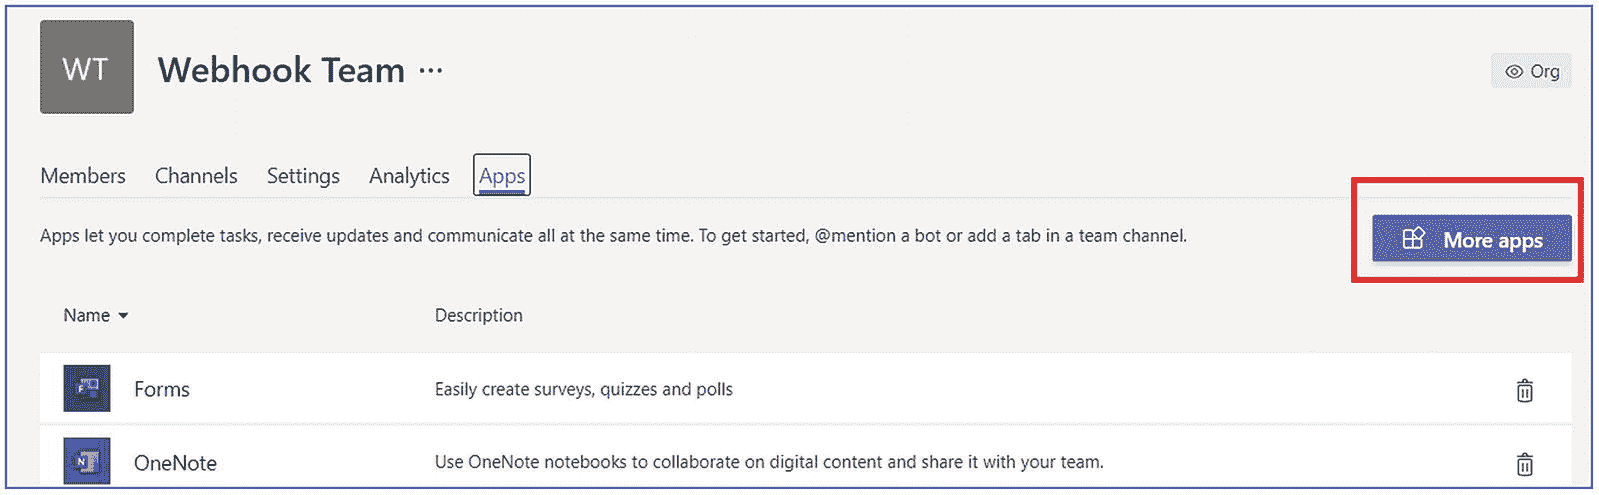 WT
Webhook Team ...
Org
Members Channels Settings Analytics Apps
Apps let you complete tasks, receive updates and communicate all at the same time. To get started, @mention a bot or add a tab in a team channel.
More apps
Name Description
F
Forms Easily create surveys, quizzes and polls
N
OneNote Use OneNote notebooks to collaborate on digital content and share it with your team.